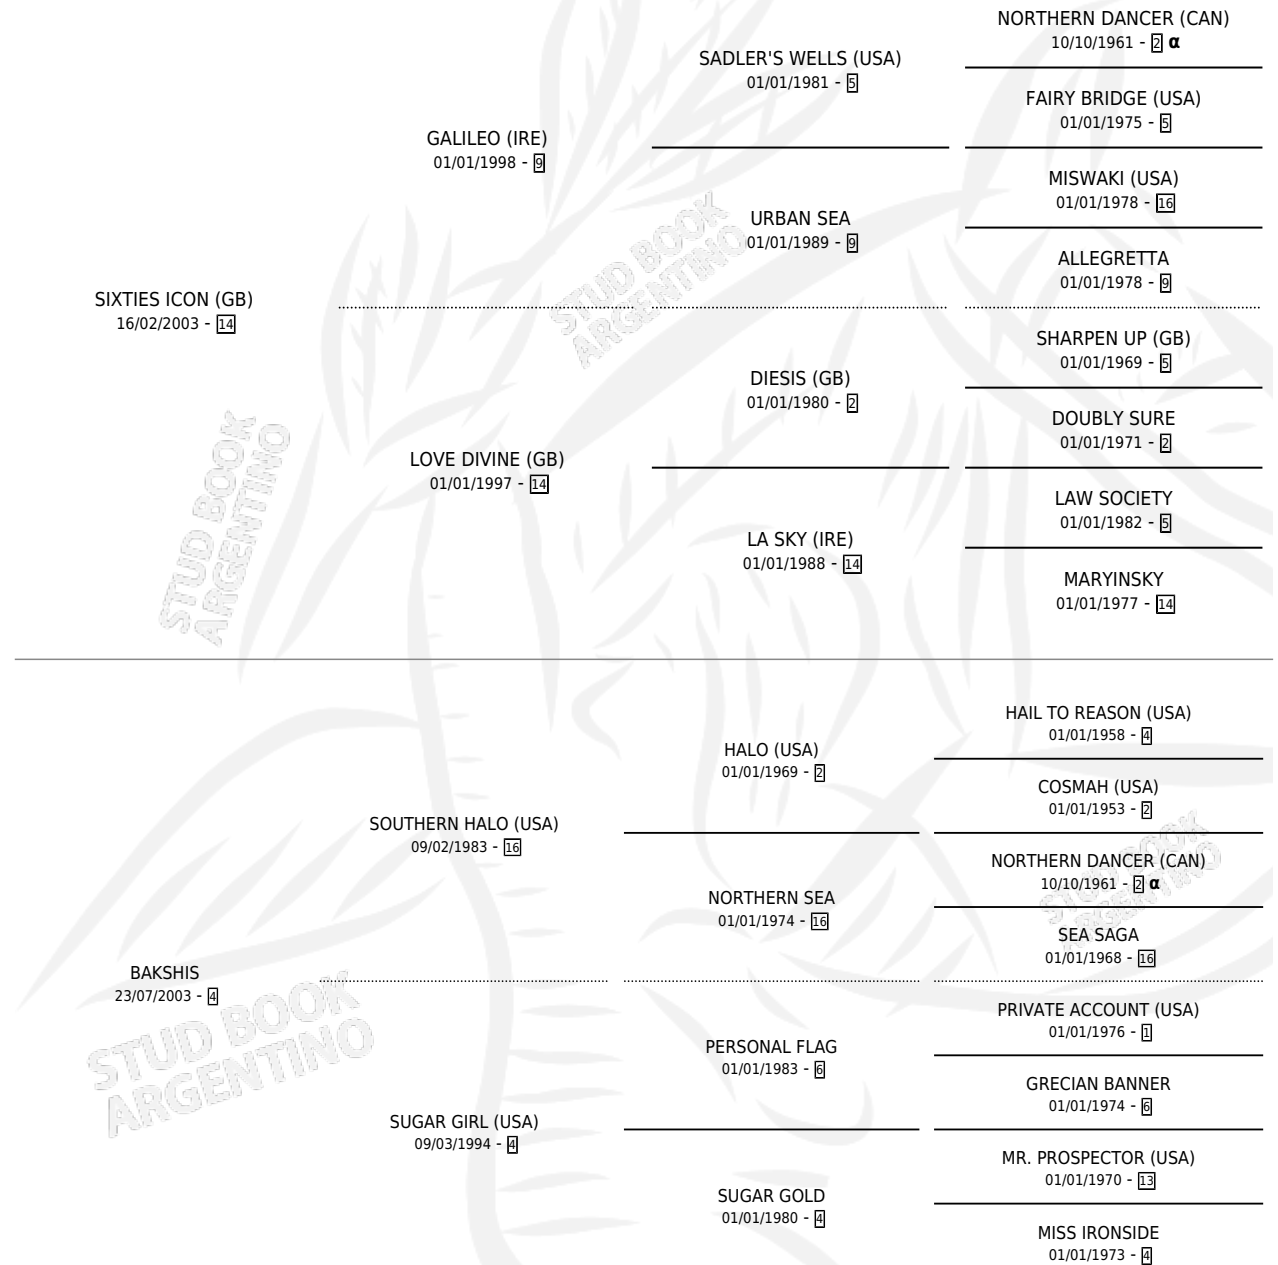 NORTHERN DANCER (CAN)
10/10/1961 - 2 α
SADLER'S WELLS (USA)
01/01/1981 - 5
FAIRY BRIDGE (USA)
01/01/1975 - 5
GALILEO (IRE)
01/01/1998 - 9
MISWAKI (USA)
01/01/1978 - 16
URBAN SEA
01/01/1989 - 9
ALLEGRETTA
01/01/1978 - 9
SIXTIES ICON (GB)
16/02/2003 - 14
SHARPEN UP (GB)
01/01/1969 - 5
DIESIS (GB)
01/01/1980 - 2
DOUBLY SURE
01/01/1971 - 2
LOVE DIVINE (GB)
01/01/1997 - 14
LAW SOCIETY
01/01/1982 - 5
LA SKY (IRE)
01/01/1988 - 14
MARYINSKY
01/01/1977 - 14
HAIL TO REASON (USA)
01/01/1958 - 4
HALO (USA)
01/01/1969 - 2
COSMAH (USA)
01/01/1953 - 2
SOUTHERN HALO (USA)
09/02/1983 - 16
NORTHERN DANCER (CAN)
10/10/1961 - 2 α
NORTHERN SEA
01/01/1974 - 16
SEA SAGA
01/01/1968 - 16
BAKSHIS
23/07/2003 - 4
PRIVATE ACCOUNT (USA)
01/01/1976 - 1
PERSONAL FLAG
01/01/1983 - 6
GRECIAN BANNER
01/01/1974 - 6
SUGAR GIRL (USA)
09/03/1994 - 4
MR. PROSPECTOR (USA)
01/01/1970 - 13
SUGAR GOLD
01/01/1980 - 4
MISS IRONSIDE
01/01/1973 - 4
STUD BOOK
ARGENTINO
STUD BOOK
ARGENTINO
STUD BOOK
ARGENTINO
STUD BOOK
ARGENTINO